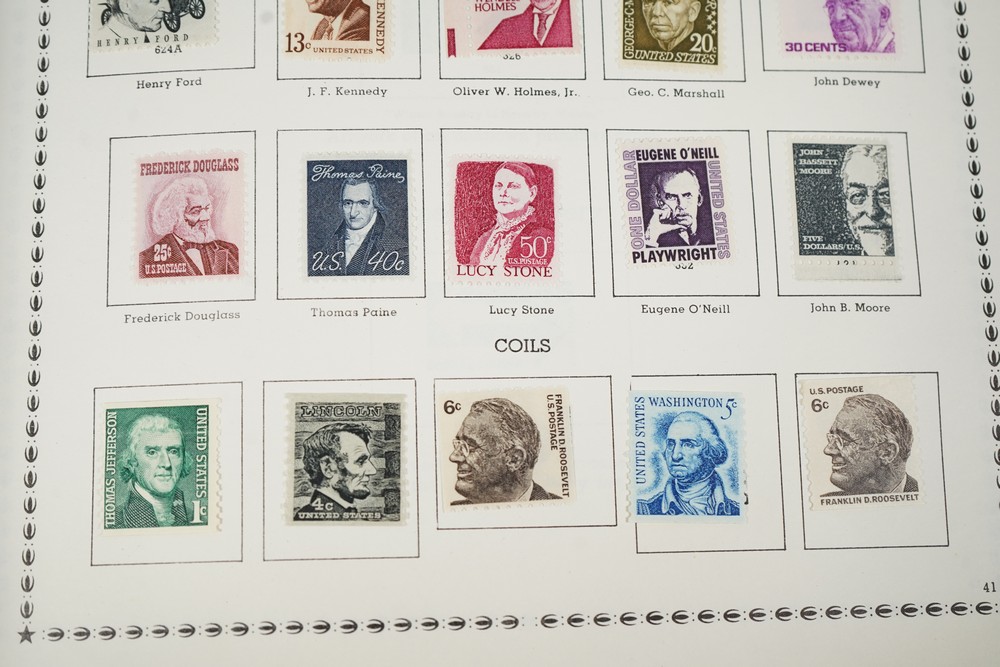 HENRY FORD
624A
13c UNITED STATES
KENNEDY
HOLMES
GEORGE
20c
UNITED STATES
30 CENTS
Henry Ford
J. F. Kennedy
Oliver W. Holmes, Jr.
Geo. C. Marshall
John Dewey
FREDERICK DOUGLASS
25c
U.S. POSTAGE
Thomas Paine
U.S. 40c
50c
U.S. POSTAGE
LUCY STONE
EUGENE O'NEILL
ONE DOLLAR
UNITED STATES
PLAYWRIGHT
JOHN
BASSETT
MOORE
FIVE
DOLLARS/U.S.
Frederick Douglass
Thomas Paine
Lucy Stone
Eugene O'Neill
John B. Moore
COILS
THOMAS JEFFERSON
UNITED STATES
1c
LINCOLN
4c
UNITED STATES
6c
FRANKLIN D. ROOSEVELT
U.S. POSTAGE
UNITED STATES
WASHINGTON 5c
U.S. POSTAGE
6c
FRANKLIN D. ROOSEVELT
41